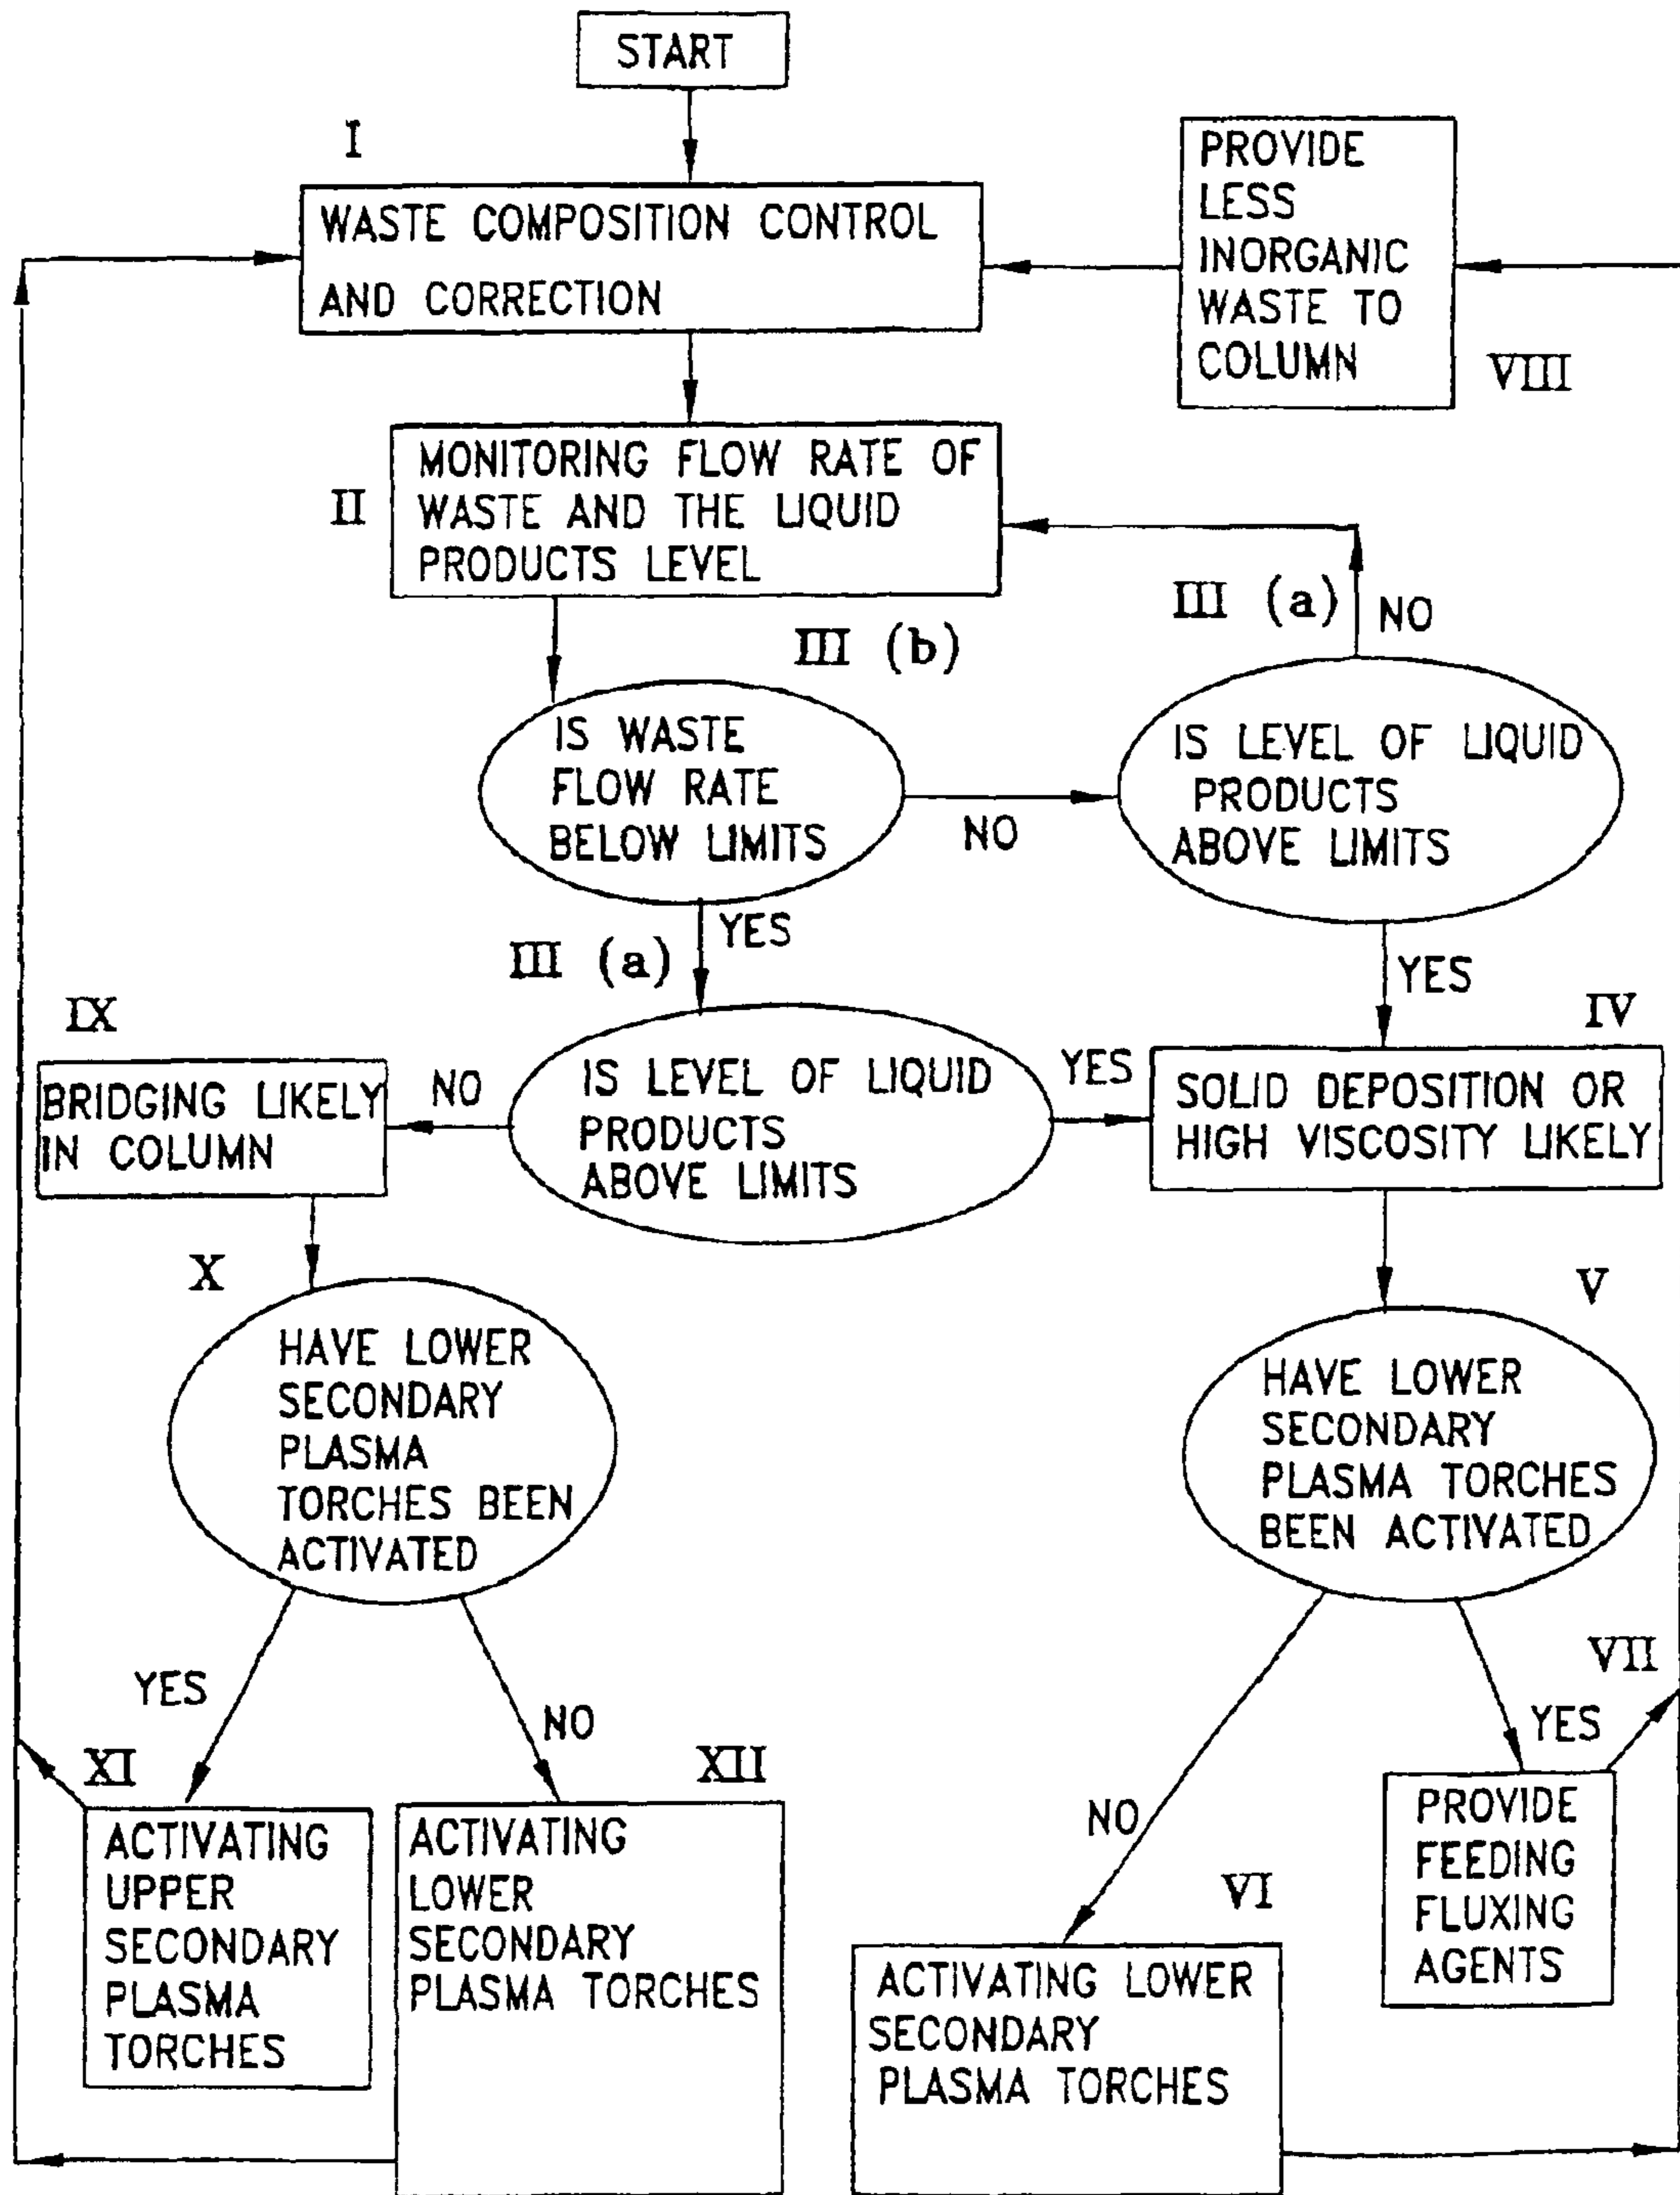 START
I
WASTE COMPOSITION CONTROL
AND CORRECTION
PROVIDE
LESS
INORGANIC
WASTE TO
COLUMN
VIII
II
MONITORING FLOW RATE OF
WASTE AND THE LIQUID
PRODUCTS LEVEL
III (b)
III (a)
NO
IS WASTE
FLOW RATE
BELOW LIMITS
NO
IS LEVEL OF LIQUID
PRODUCTS
ABOVE LIMITS
YES
III (a)
YES
IX
BRIDGING LIKELY
IN COLUMN
NO
IS LEVEL OF LIQUID
PRODUCTS
ABOVE LIMITS
YES
IV
SOLID DEPOSITION OR
HIGH VISCOSITY LIKELY
X
HAVE LOWER
SECONDARY
PLASMA
TORCHES BEEN
ACTIVATED
V
HAVE LOWER
SECONDARY
PLASMA TORCHES
BEEN ACTIVATED
YES
NO
XI
ACTIVATING
UPPER
SECONDARY
PLASMA
TORCHES
XII
ACTIVATING
LOWER
SECONDARY
PLASMA TORCHES
NO
VI
ACTIVATING LOWER
SECONDARY
PLASMA TORCHES
VII
YES
PROVIDE
FEEDING
FLUXING
AGENTS